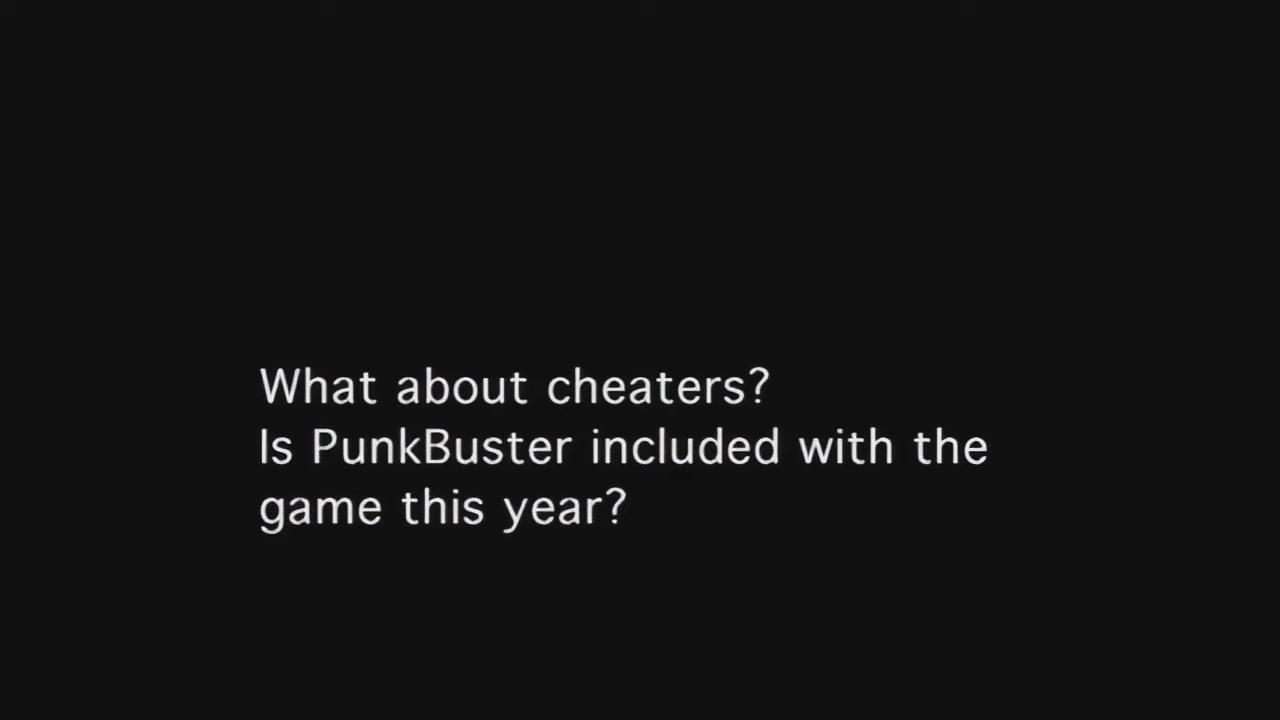 What about cheaters?
Is PunkBuster included with the
game this year?